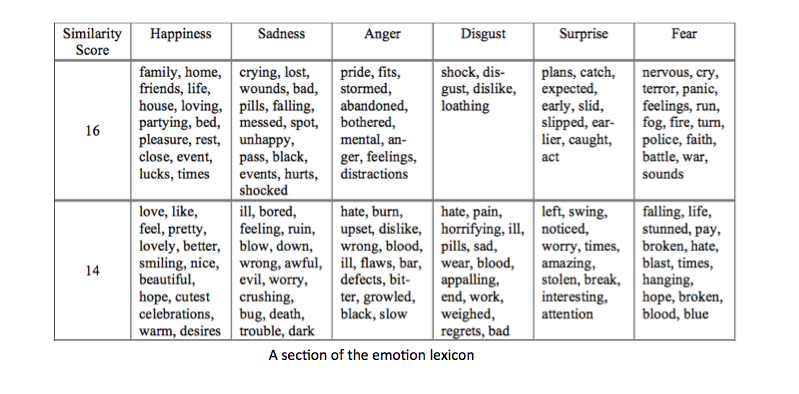 Similarity Score Happiness Sadness Anger Disgust Surprise Fear
16
family, home,
friends, life,
house, loving,
partying, bed,
pleasure, rest,
close, event,
lucks, times
crying, lost,
wounds, bad,
pills, falling,
messed, spot,
unhappy,
pass, black,
events, hurts,
shocked
pride, fits,
stormed,
abandoned,
bothered,
mental, an-
ger, feelings,
distractions
shock, dis-
gust, dislike,
loathing
plans, catch,
expected,
early, slid,
slipped, ear-
lier, caught,
act
nervous, cry,
terror, panic,
feelings, run,
fog, fire, turn,
police, faith,
battle, war,
sounds
14
love, like,
feel, pretty,
lovely, better,
smiling, nice,
beautiful,
hope, cutest
celebrations,
warm, desires
ill, bored,
feeling, ruin,
blow, down,
wrong, awful,
evil, worry,
crushing,
bug, death,
trouble, dark
hate, burn,
upset, dislike,
wrong, blood,
ill, flaws, bar,
defects, bit-
ter, growled,
black, slow
hate, pain,
horrifying, ill,
pills, sad,
wear, blood,
appalling,
end, work,
weighed,
regrets, bad
left, swing,
noticed,
worry, times,
amazing,
stolen, break,
interesting,
attention
falling, life,
stunned, pay,
broken, hate,
blast, times,
hanging,
hope, broken,
blood, blue
A section of the emotion lexicon